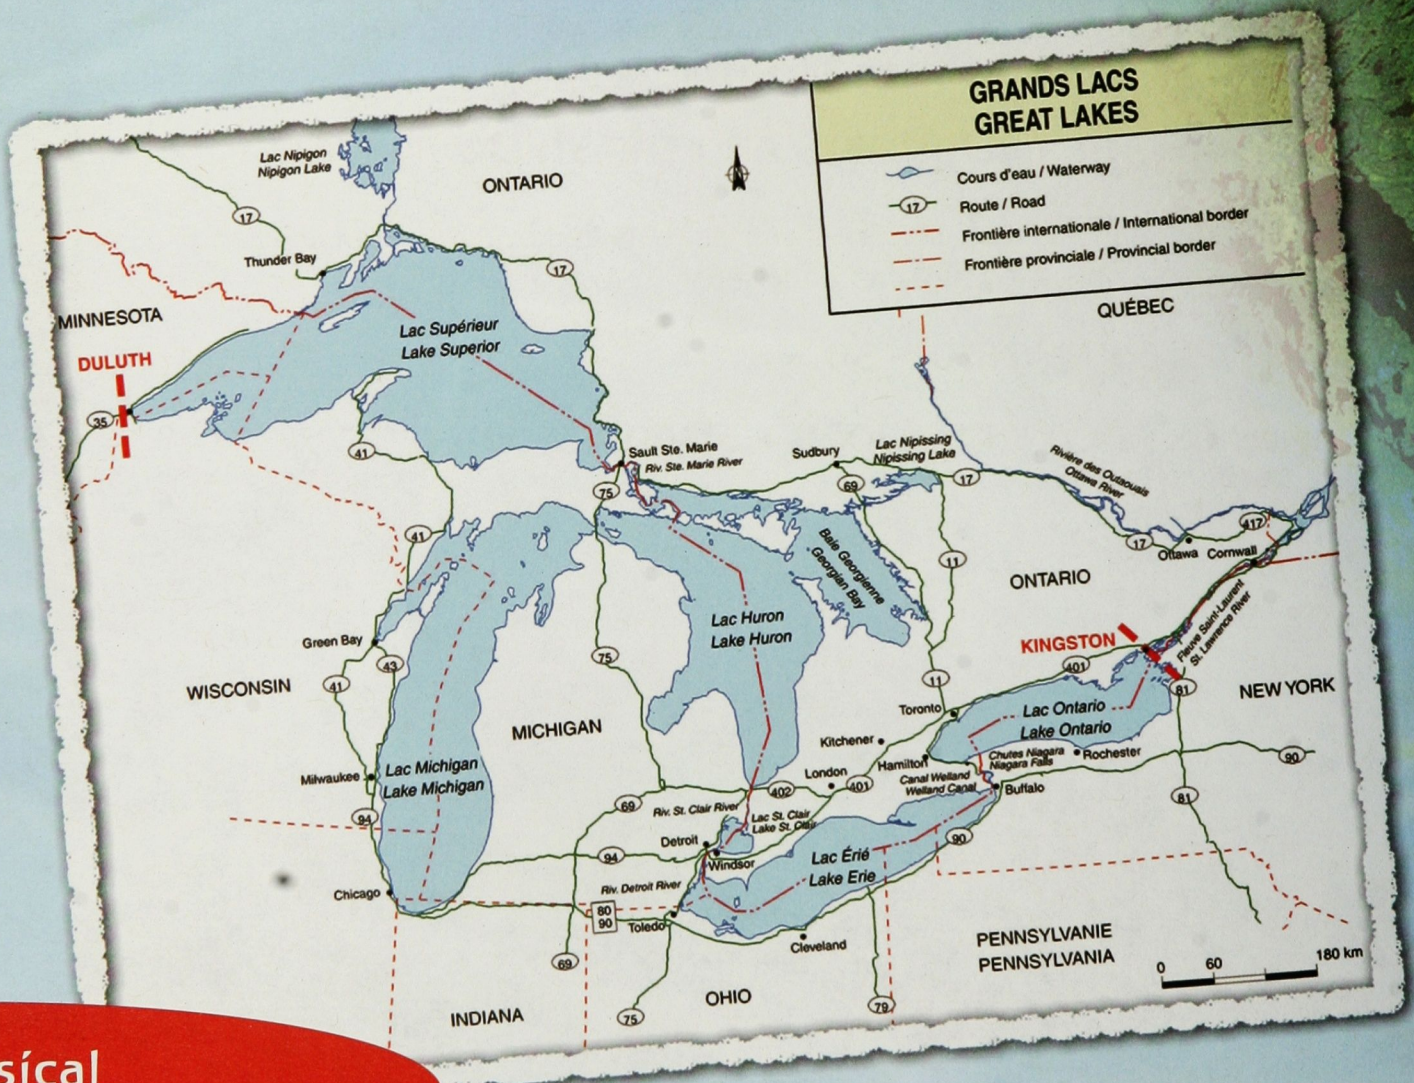 GRANDS LACS
GREAT LAKES
Cours d'eau / Waterway
17
Route / Road
Frontière internationale / International border
Frontière provinciale / Provincial border
Lac Nipigon
Nipigon Lake
ONTARIO
17
Thunder Bay
17
MINNESOTA
QUÉBEC
Lac Supérieur
Lake Superior
DULUTH
35
41
Sault Ste. Marie
Riv. Ste. Marie River
75
Sudbury
69
Lac Nipissing
Nipissing Lake
17
Rivière des Outaouais
Ottawa River
417
17
Ottawa
Cornwall
41
11
Baie Georgienne
Georgian Bay
ONTARIO
Lac Huron
Lake Huron
Fleuve Saint-Laurent
St. Lawrence River
KINGSTON
401
81
Green Bay
43
41
75
11
WISCONSIN
NEW YORK
MICHIGAN
Toronto
Lac Ontario
Lake Ontario
Kitchener
Hamilton
Chutes Niagara
Niagara Falls
Rochester
90
Milwaukee
Lac Michigan
Lake Michigan
London
402
401
Canal Welland
Welland Canal
Buffalo
81
69
Riv. St. Clair River
Lac St. Clair
Lake St. Clair
94
Detroit
Windsor
94
90
Lac Érié
Lake Erie
Chicago
Riv. Detroit River
80
90
Toledo
Cleveland
PENNSYLVANIE
PENNSYLVANIA
69
79
75
OHIO
INDIANA
0 60 180 km
sical